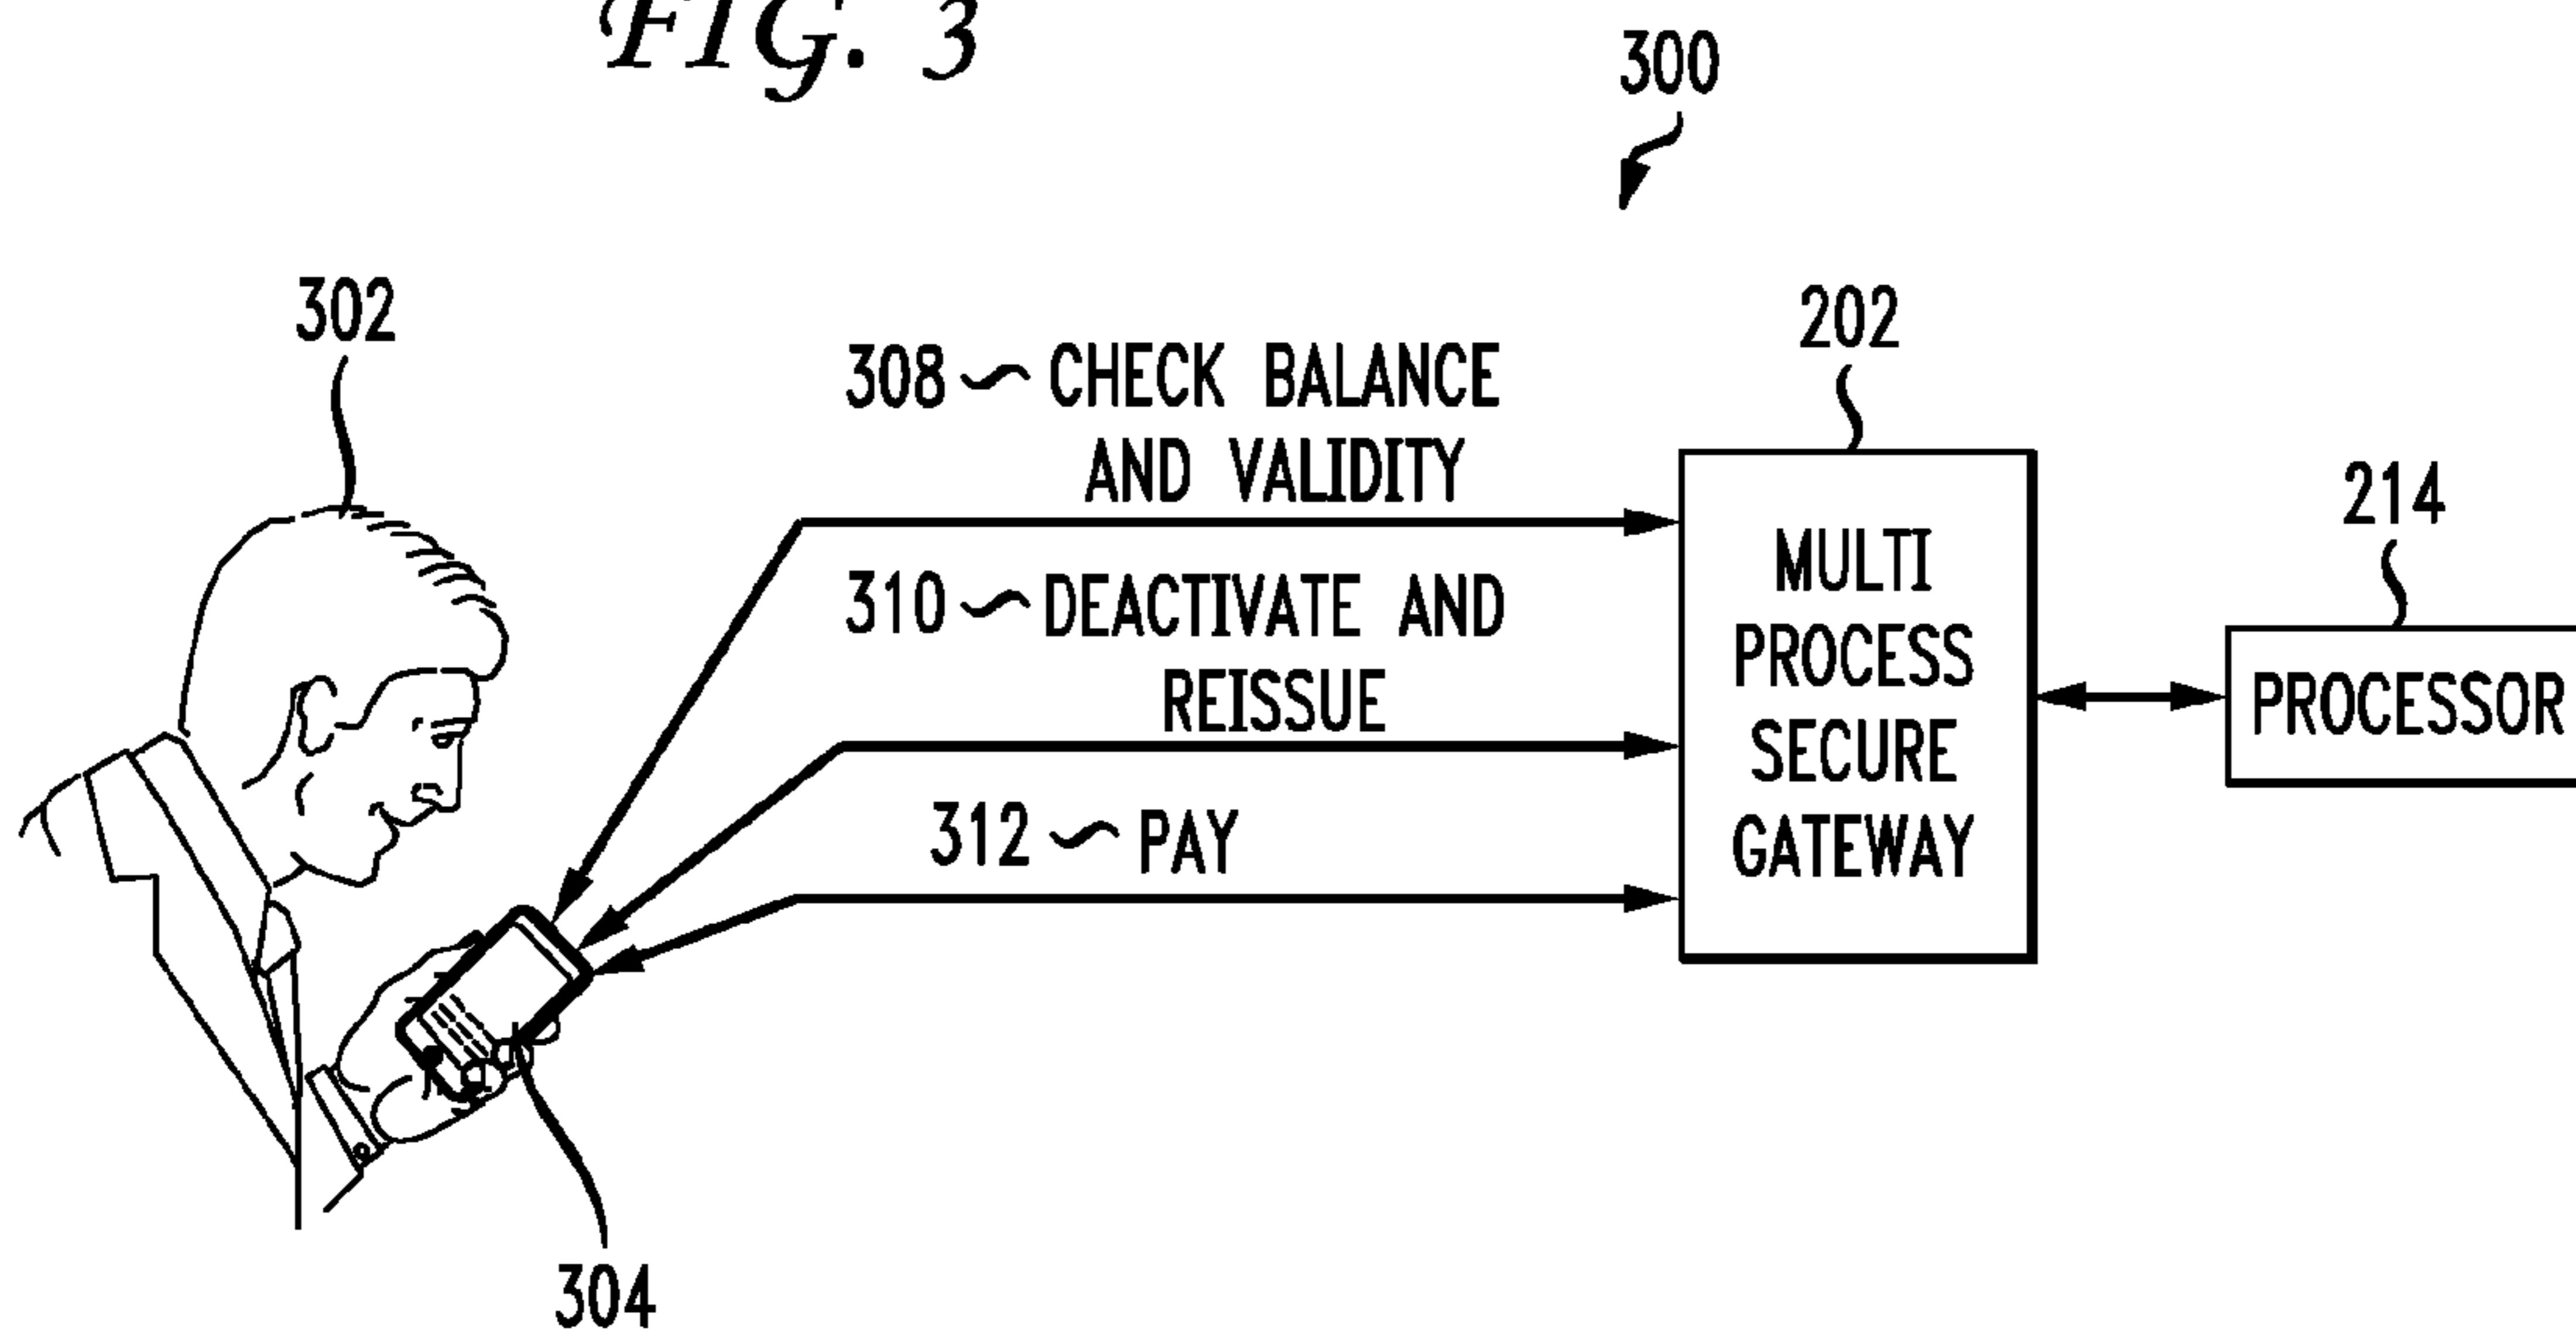 FIG. 3
300
302
308 CHECK BALANCE
AND VALIDITY
310 DEACTIVATE AND
REISSUE
312 PAY
202
MULTI
PROCESS
SECURE
GATEWAY
214
PROCESSOR
304